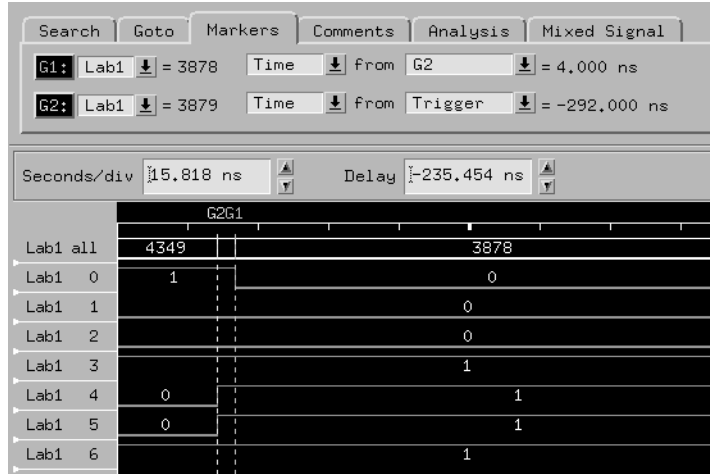 Search Goto Markers Comments Analysis Mixed Signal
G1: Lab1 = 3878 Time from G2 = 4.000 ns
G2: Lab1 = 3879 Time from Trigger = -292.000 ns
Seconds/div 15.818 ns Delay -235.454 ns
G2G1
Lab1 all 4349 3878
Lab1 0 1 0
Lab1 1 0
Lab1 2 0
Lab1 3 1
Lab1 4 0 1
Lab1 5 0 1
Lab1 6 1